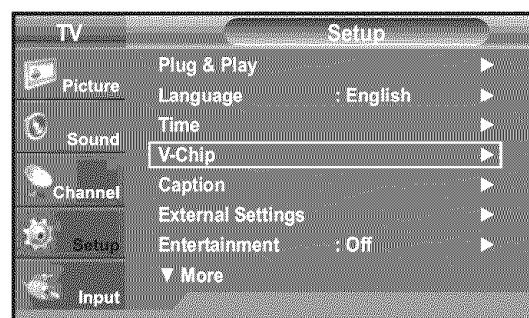 TV
Setup
Picture
Sound
Channel
Setup
Input
Plug & Play ►
Language : English ►
Time ►
V-Chip ►
Caption ►
External Settings ►
Entertainment : Off ►
▼ More